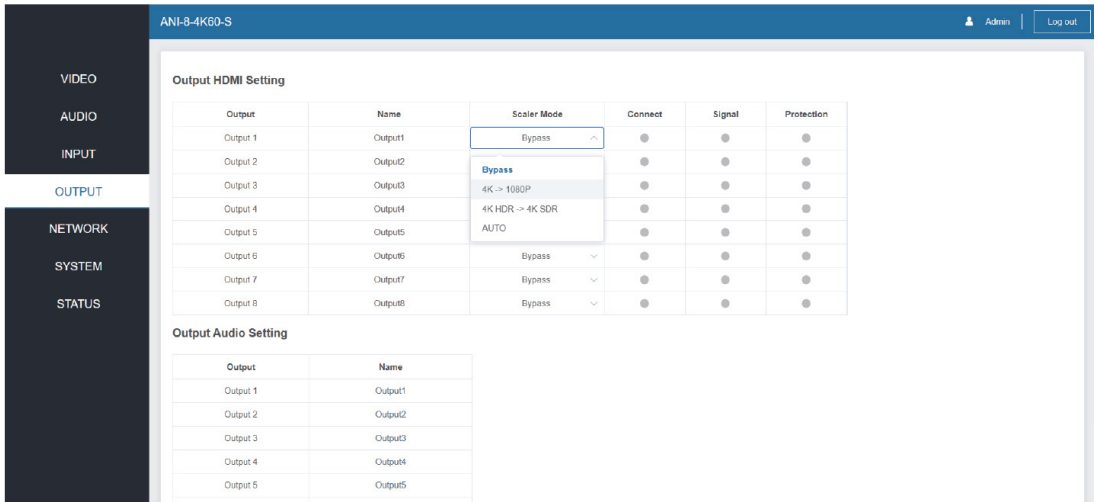 ANI-8-4K60-S Admin Log out
VIDEO
AUDIO
INPUT
OUTPUT
NETWORK
SYSTEM
STATUS
Output HDMI Setting
Output Name Scaler Mode Connect Signal Protection
Output 1 Output1 Bypass
Output 2 Output2
Output 3 Output3
Output 4 Output4
Output 5 Output5
Bypass
4K -> 1080P
4K HDR -> 4K SDR
AUTO
Output 6 Output6 Bypass
Output 7 Output7 Bypass
Output 8 Output8 Bypass
Output Audio Setting
Output Name
Output 1 Output1
Output 2 Output2
Output 3 Output3
Output 4 Output4
Output 5 Output5